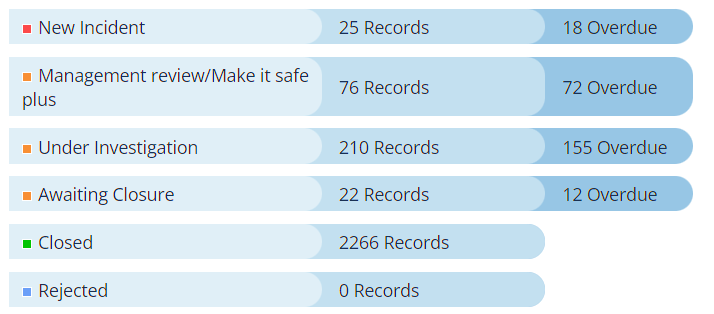 New Incident 25 Records 18 Overdue
Management review/Make it safe
plus 76 Records 72 Overdue
Under Investigation 210 Records 155 Overdue
Awaiting Closure 22 Records 12 Overdue
Closed 2266 Records
Rejected 0 Records